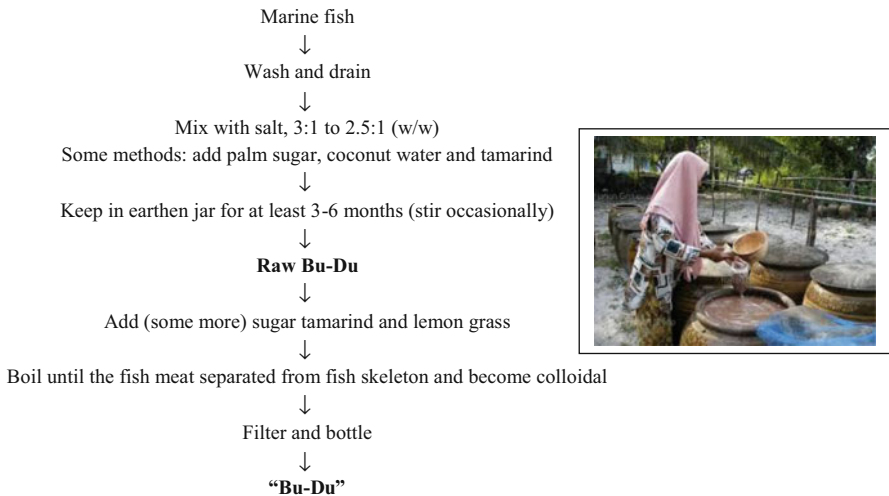 Marine fish
↓
Wash and drain
↓
Mix with salt, 3:1 to 2.5:1 (w/w)
Some methods: add palm sugar, coconut water and tamarind
↓
Keep in earthen jar for at least 3-6 months (stir occasionally)
↓
Raw Bu-Du
↓
Add (some more) sugar tamarind and lemon grass
↓
Boil until the fish meat separated from fish skeleton and become colloidal
↓
Filter and bottle
↓
“Bu-Du”